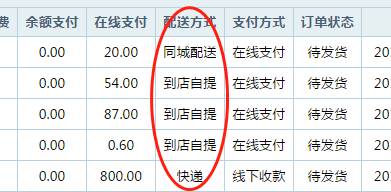 费 余额支付 在线支付 配送方式 支付方式 订单状态
0.00 20.00 同城配送 在线支付 待发货 20
0.00 54.00 到店自提 在线支付 待发货 20
0.00 87.00 到店自提 在线支付 待发货 20
0.00 0.60 到店自提 在线支付 待发货 20
0.00 800.00 快递 线下收款 待发货 20